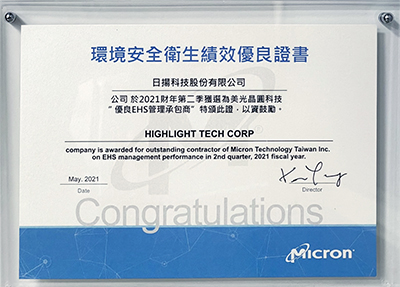 環境安全衛生績效優良證書
日揚科技股份有限公司
公司 於2021財年第二季獲選為美光晶圓科技
“優良EHS管理承包商” 特頒此證，以資鼓勵。
HIGHLIGHT TECH CORP
company is awarded for outstanding contractor of Micron Technology Taiwan Inc.
on EHS management performance in 2nd quarter, 2021 fiscal year.
May. 2021
Date
Director
Congratulations
Micron